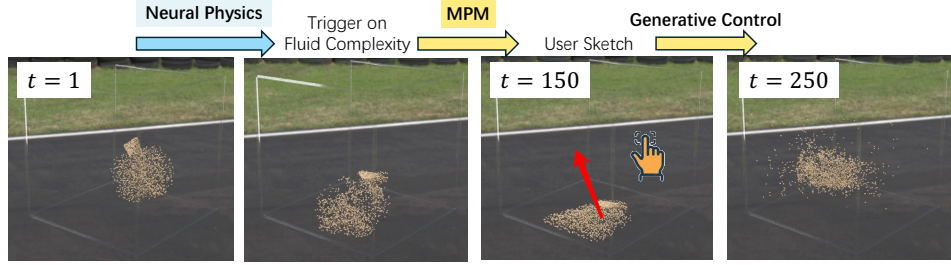 Neural Physics
Trigger on
Fluid Complexity
MPM
User Sketch
Generative Control
t = 1
t = 150
t = 250